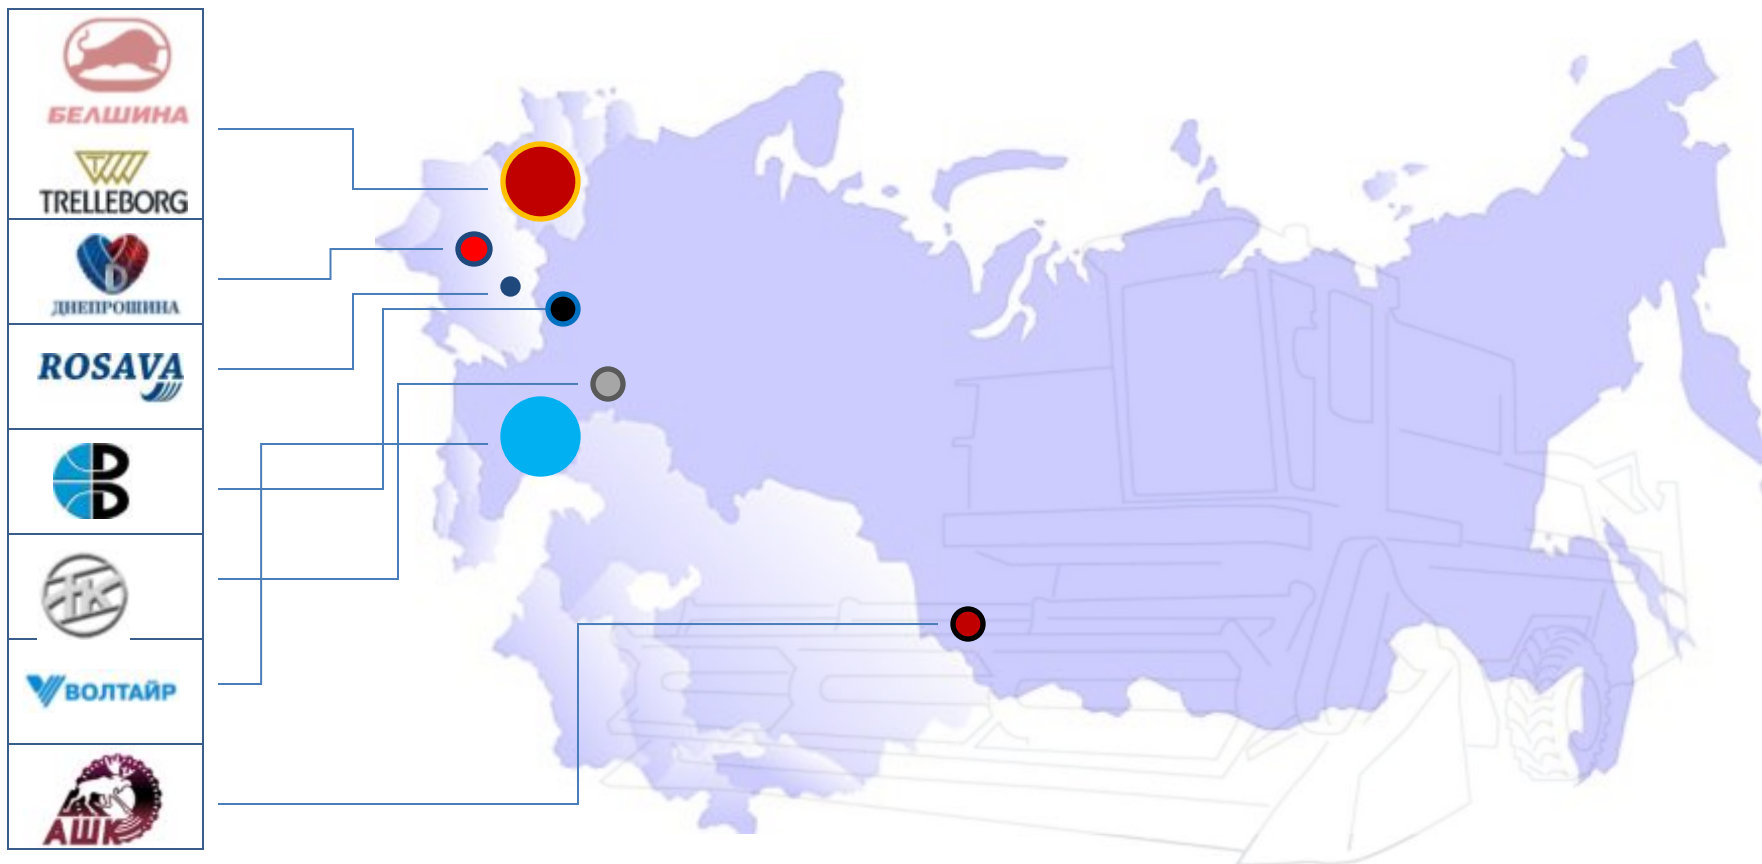 БЕЛШИНА
TRELLEBORG
D
ДНЕПРОШИНА
ROSAVA
ВОЛТАЙР
АШК